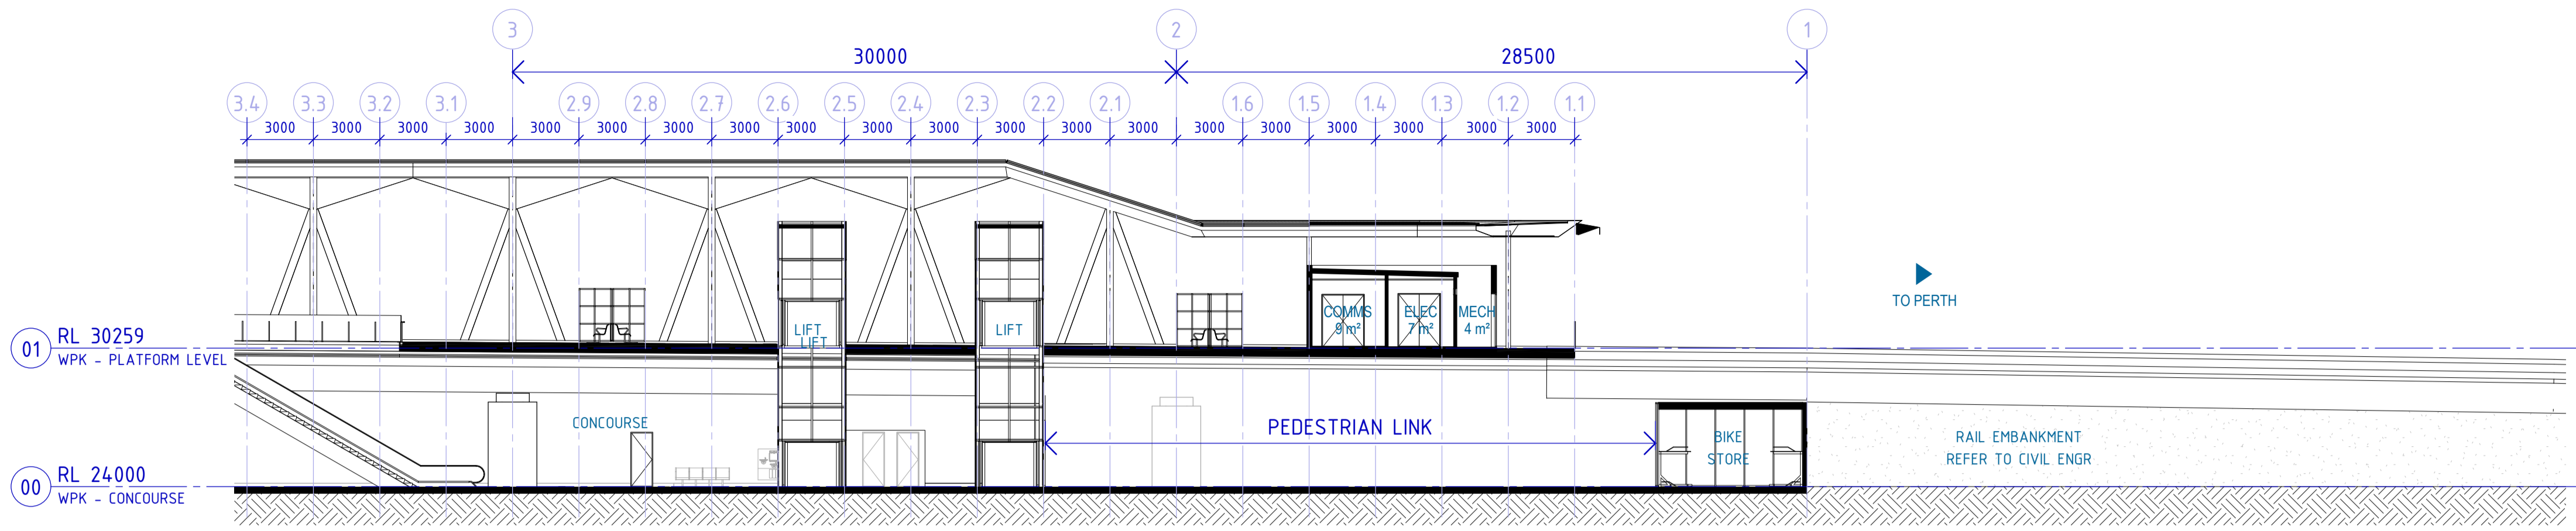 3 2 1
30000 28500
3.4 3.3 3.2 3.1 2.9 2.8 2.7 2.6 2.5 2.4 2.3 2.2 2.1 1.6 1.5 1.4 1.3 1.2 1.1
3000 3000 3000 3000 3000 3000 3000 3000 3000 3000 3000 3000 3000 3000 3000 3000 3000 3000 3000 3000
TO PERTH
COMMS
9 m²
ELEC
7 m²
MECH
4 m²
LIFT
LIFT
LIFT
01
RL 30259
WPK - PLATFORM LEVEL
CONCOURSE
PEDESTRIAN LINK
BIKE
STORE
RAIL EMBANKMENT
REFER TO CIVIL ENGR
00
RL 24000
WPK - CONCOURSE